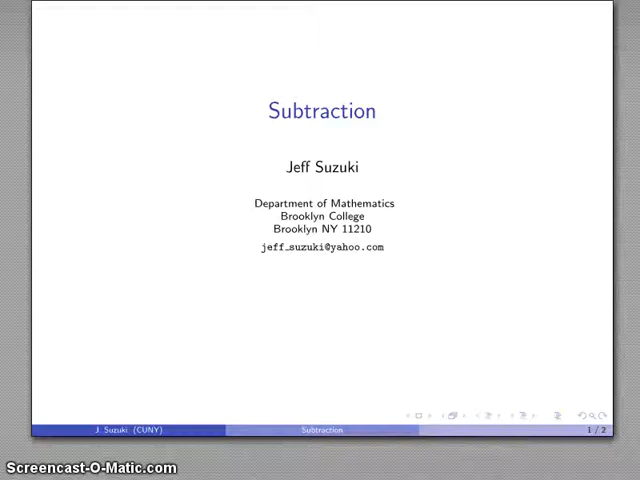 Subtraction
Jeff Suzuki
Department of Mathematics
Brooklyn College
Brooklyn NY 11210
jeff_suzuki@yahoo.com
J. Suzuki (CUNY)
Subtraction
1 / 2
Screencast-O-Matic.com